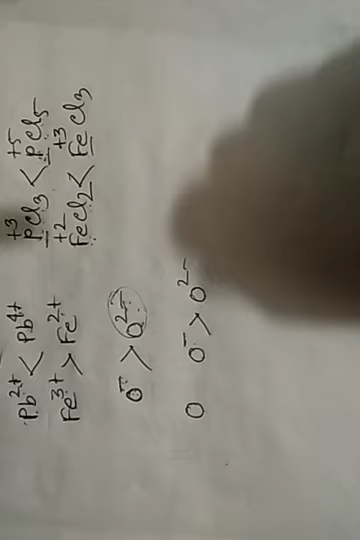 +3 +5
Pb²⁺ < Pb⁴⁺ PCl₃ < PCl₅
+2 +3
Fe³⁺ > Fe²⁺ FeCl₂ < FeCl₃
O⁻ > O²⁻
O O⁻ > O²⁻